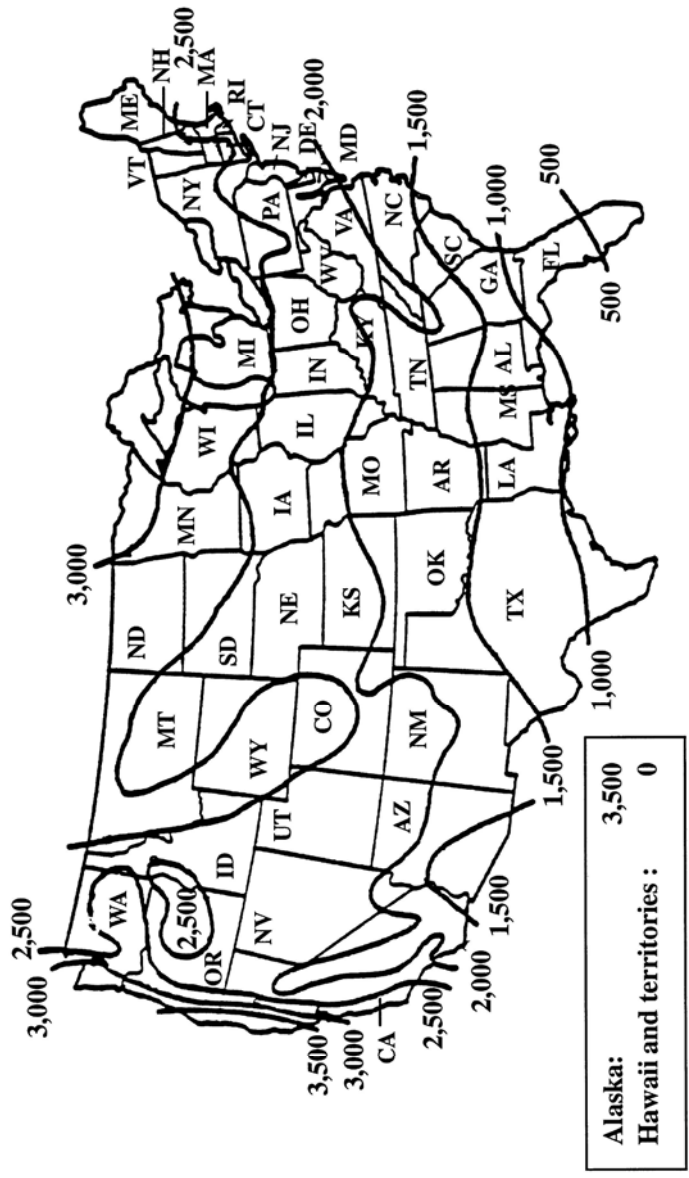 3,000
2,500
3,000
WA
ND
ME
VT
NH
MT
MN
NY
2,500
2,500
OR
ID
SD
WI
MI
MA
RI
CT
NV
WY
PA
NJ
UT
NE
IA
IL
IN
OH
DE
2,000
3,500
CO
WV
VA
MD
3,000
KS
MO
KY
CA
AZ
NM
TN
NC
1,500
2,500
OK
AR
SC
2,000
GA
1,000
1,500
TX
LA
MS
AL
1,500
FL
500
1,000
500
Alaska: 3,500
Hawaii and territories : 0